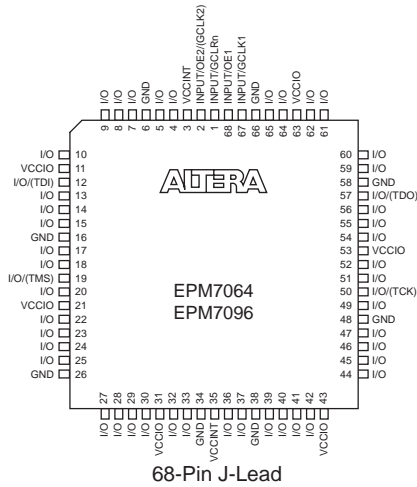 I/O
I/O
I/O
GND
I/O
I/O
VCCINT
INPUT/OE2/(GCLK2)
INPUT/GCLRn
INPUT/OE1
INPUT/GCLK1
GND
I/O
I/O
VCCIO
I/O
I/O
9 8 7 6 5 4 3 2 1 68 67 66 65 64 63 62 61
I/O 10
VCCIO 11
I/O/(TDI) 12
I/O 13
I/O 14
I/O 15
GND 16
I/O 17
I/O 18
I/O/(TMS) 19
I/O 20
VCCIO 21
I/O 22
I/O 23
I/O 24
I/O 25
GND 26
ALTERA
EPM7064
EPM7096
60 I/O
59 I/O
58 GND
57 I/O/(TDO)
56 I/O
55 I/O
54 I/O
53 VCCIO
52 I/O
51 I/O
50 I/O/(TCK)
49 I/O
48 GND
47 I/O
46 I/O
45 I/O
44 I/O
27 28 29 30 31 32 33 34 35 36 37 38 39 40 41 42 43
I/O
I/O
I/O
I/O
VCCIO
I/O
I/O
GND
VCCINT
I/O
I/O
GND
I/O
I/O
I/O
I/O
VCCIO
68-Pin J-Lead